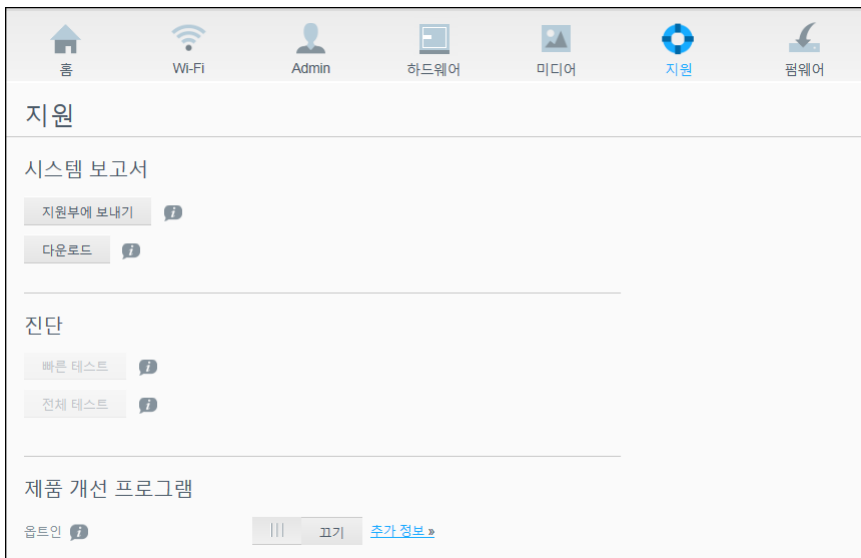 홈 Wi-Fi Admin 하드웨어 미디어 지원 펌웨어
지원
시스템 보고서
지원부에 보내기
다운로드
진단
빠른 테스트
전체 테스트
제품 개선 프로그램
옵트인 끄기 추가 정보 »